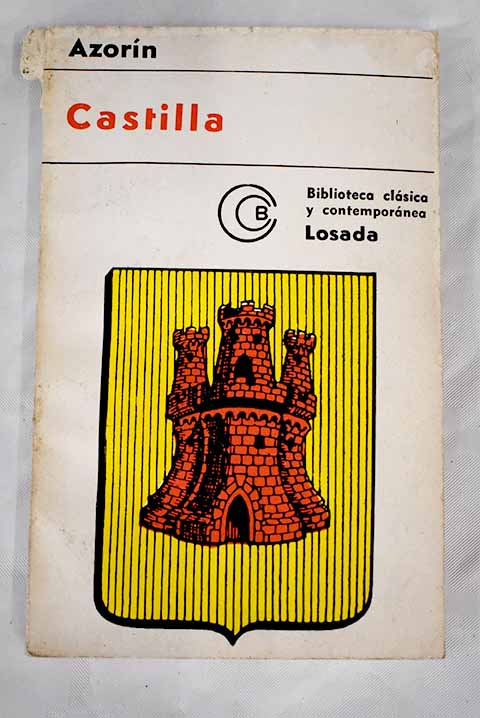 Azorín
Castilla
CB
Biblioteca clásica
y contemporánea
Losada